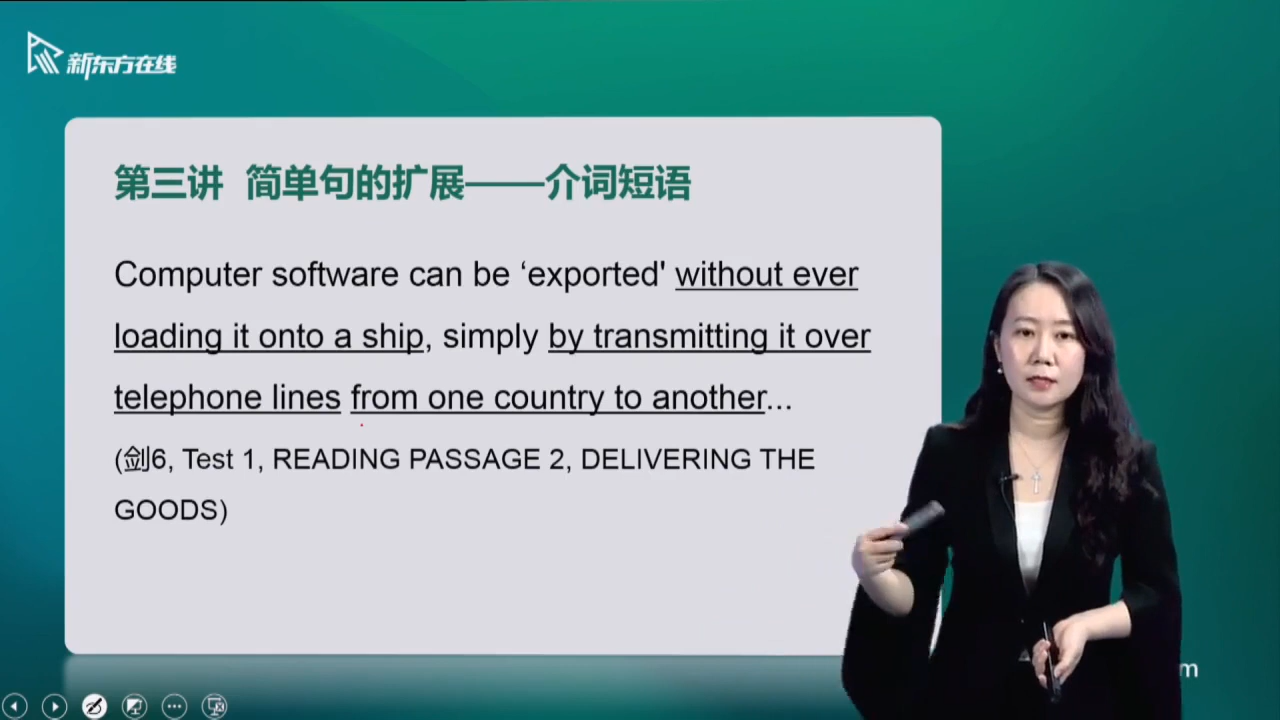 新东方在线
第三讲 简单句的扩展——介词短语
Computer software can be ‘exported' without ever
loading it onto a ship, simply by transmitting it over
telephone lines from one country to another...
(剑6, Test 1, READING PASSAGE 2, DELIVERING THE
GOODS)
m